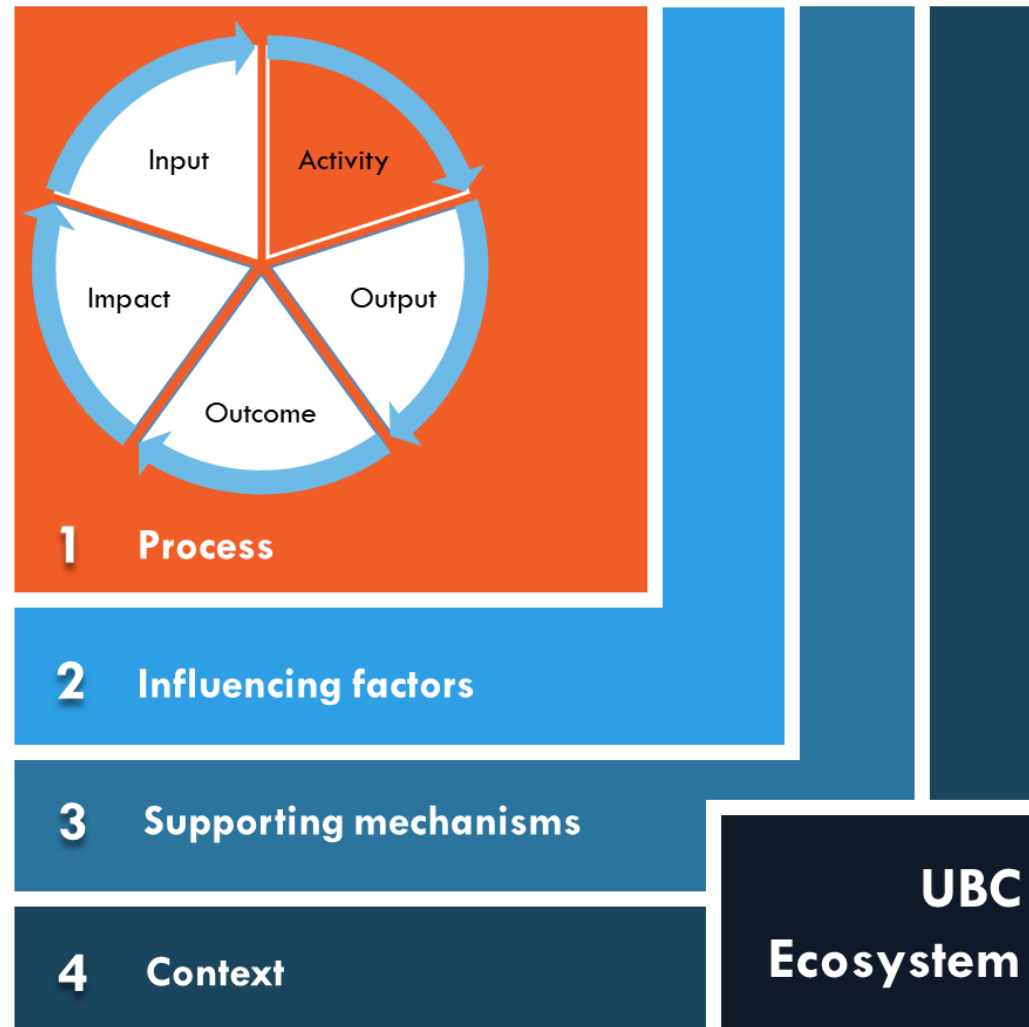 Input
Activity
Impact
Output
Outcome
1 Process
2 Influencing factors
3 Supporting mechanisms
4 Context
UBC
Ecosystem